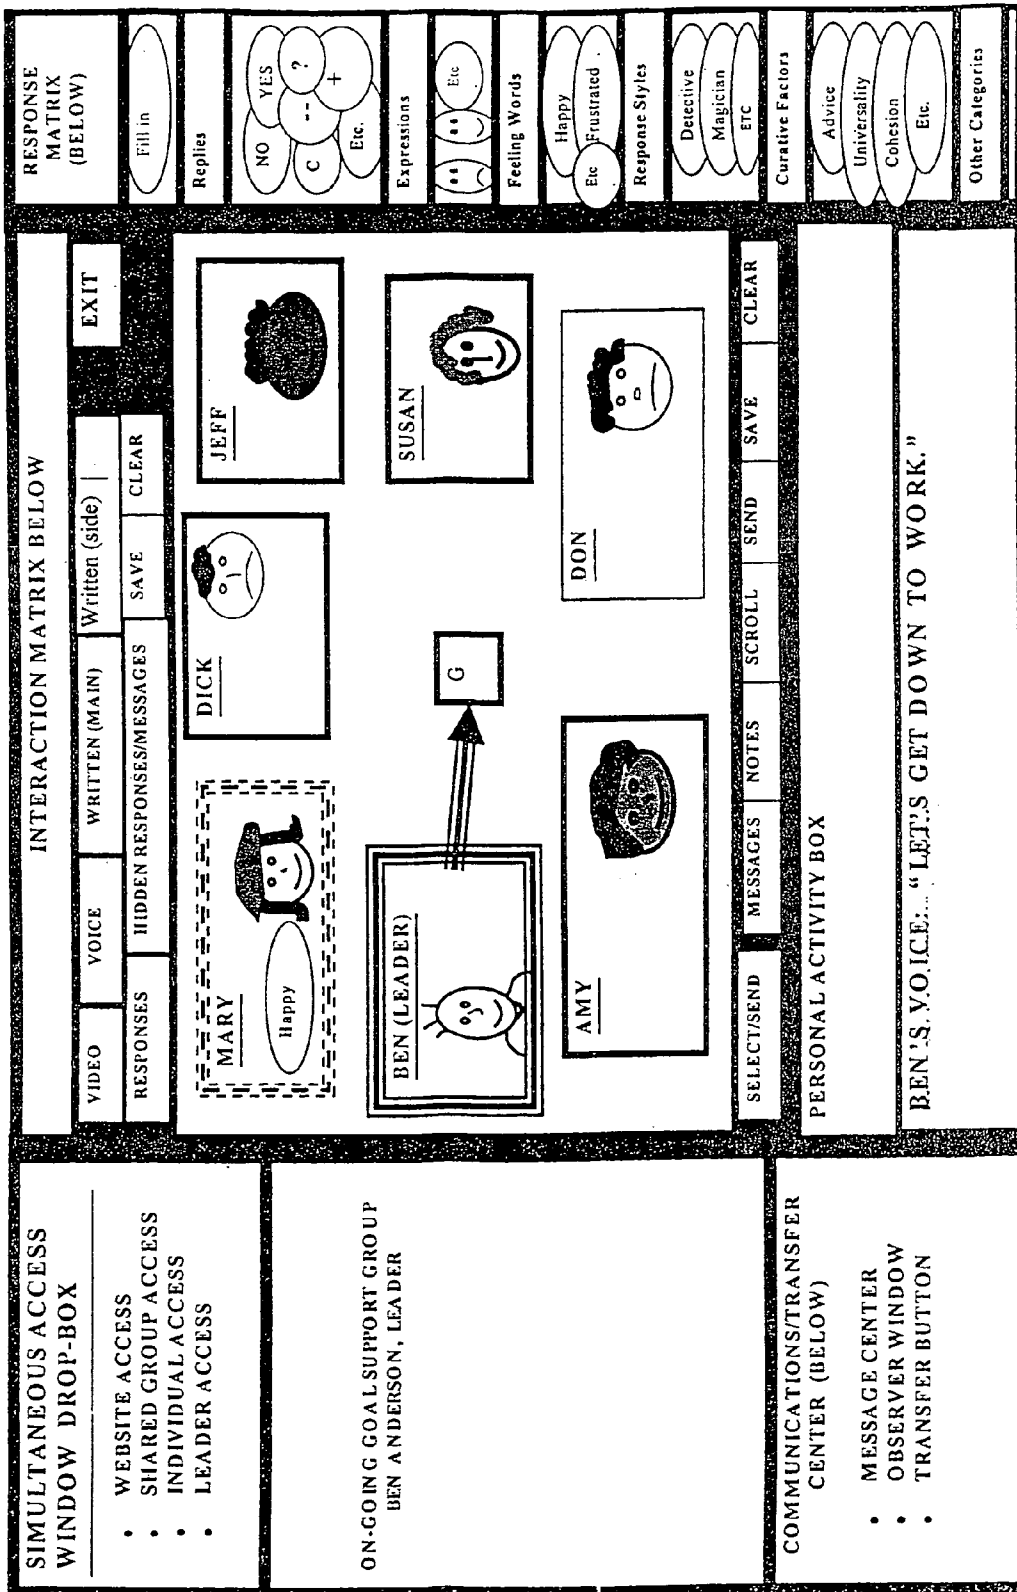 SIMULTANEOUS ACCESS
WINDOW DROP-BOX
• WEBSITE ACCESS
• SHARED GROUP ACCESS
• INDIVIDUAL ACCESS
• LEADER ACCESS
ON-GOING GOAL SUPPORT GROUP
BEN ANDERSON, LEADER
COMMUNICATIONS/TRANSFER
CENTER (BELOW)
• MESSAGE CENTER
• OBSERVER WINDOW
• TRANSFER BUTTON
INTERACTION MATRIX BELOW
VIDEO VOICE WRITTEN (MAIN) Written (side) EXIT
RESPONSES HIDDEN RESPONSES/MESSAGES SAVE CLEAR
MARY
Happy
DICK
JEFF
BEN (LEADER)
G
SUSAN
AMY
DON
SELECT/SEND MESSAGES NOTES SCROLL SEND SAVE CLEAR
PERSONAL ACTIVITY BOX
BEN'S VOICE: "LET'S GET DOWN TO WORK."
RESPONSE
MATRIX
(BELOW)
Fill in
Replies
NO YES
C -- ?
Etc. +
Expressions
Etc
Feeling Words
Happy
Etc Frustrated
Response Styles
Detective
Magician
ETC
Curative Factors
Advice
Universality
Cohesion
Etc.
Other Categories